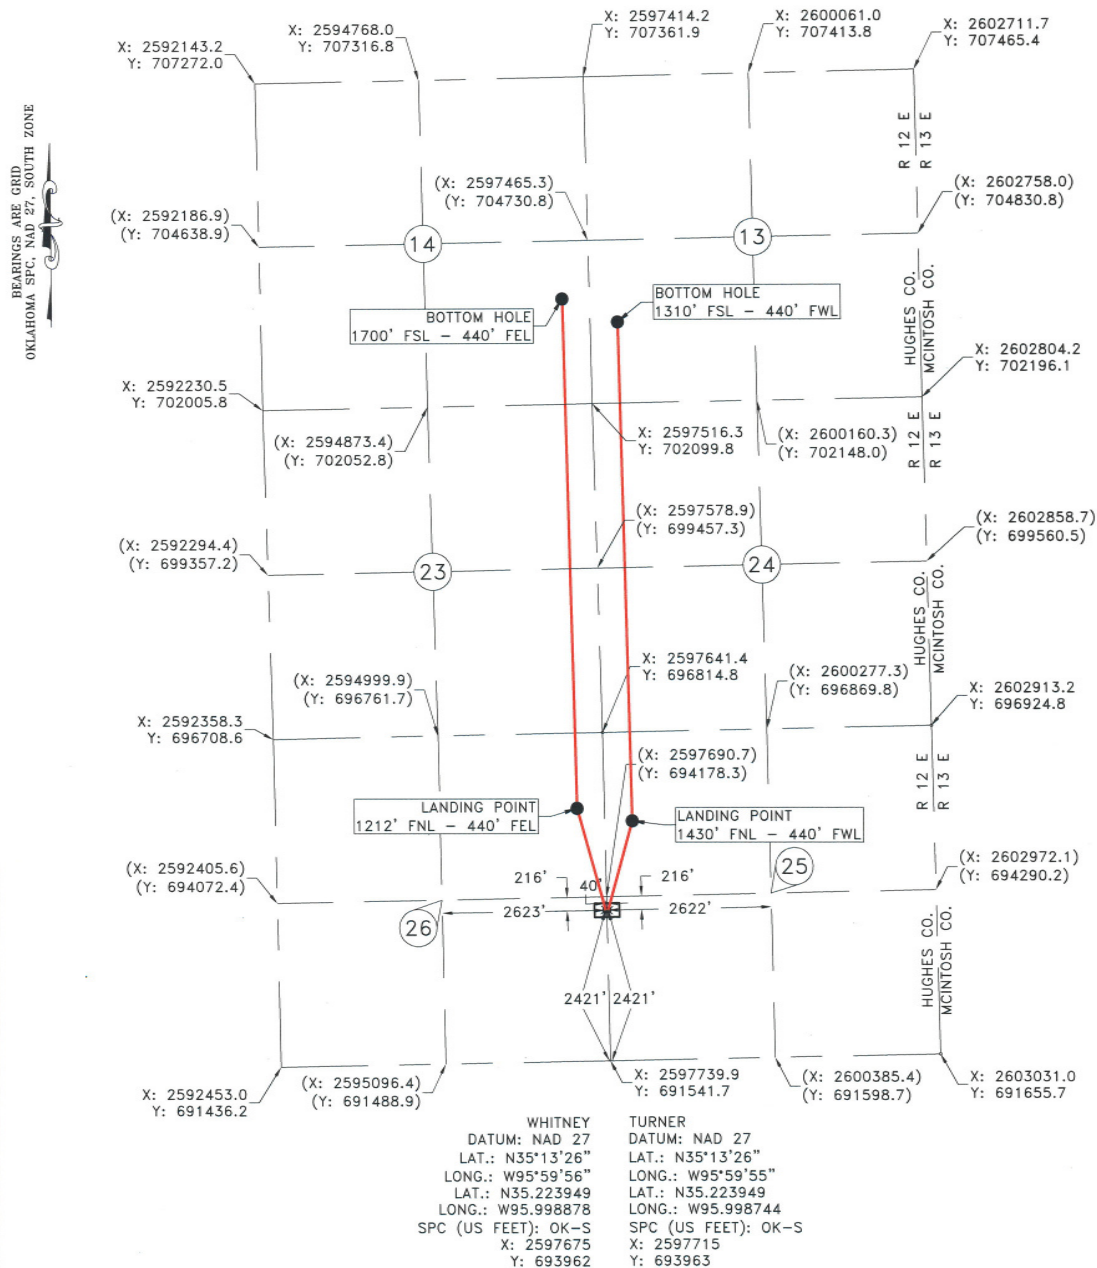 BEARINGS ARE GRID
OKLAHOMA SPC, NAD 27, SOUTH ZONE
X: 2592143.2
Y: 707272.0
X: 2594768.0
Y: 707316.8
X: 2597414.2
Y: 707361.9
X: 2600061.0
Y: 707413.8
X: 2602711.7
Y: 707465.4
R 12 E
R 13 E
(X: 2592186.9)
(Y: 704638.9)
14
(X: 2597465.3)
(Y: 704730.8)
13
(X: 2602758.0)
(Y: 704830.8)
BOTTOM HOLE
1700' FSL – 440' FEL
BOTTOM HOLE
1310' FSL – 440' FWL
HUGHES CO.
MCINTOSH CO.
X: 2592230.5
Y: 702005.8
(X: 2594873.4)
(Y: 702052.8)
X: 2597516.3
Y: 702099.8
(X: 2600160.3)
(Y: 702148.0)
X: 2602804.2
Y: 702196.1
R 12 E
R 13 E
(X: 2592294.4)
(Y: 699357.2)
23
(X: 2597578.9)
(Y: 699457.3)
24
(X: 2602858.7)
(Y: 699560.5)
HUGHES CO.
MCINTOSH CO.
X: 2592358.3
Y: 696708.6
(X: 2594999.9)
(Y: 696761.7)
X: 2597641.4
Y: 696814.8
(X: 2600277.3)
(Y: 696869.8)
X: 2602913.2
Y: 696924.8
R 12 E
R 13 E
(X: 2597690.7)
(Y: 694178.3)
LANDING POINT
1212' FNL – 440' FEL
LANDING POINT
1430' FNL – 440' FWL
(X: 2592405.6)
(Y: 694072.4)
216'
40'
216'
25
(X: 2602972.1)
(Y: 694290.2)
26
2623'
2622'
HUGHES CO.
MCINTOSH CO.
2421'
2421'
X: 2592453.0
Y: 691436.2
(X: 2595096.4)
(Y: 691488.9)
X: 2597739.9
Y: 691541.7
(X: 2600385.4)
(Y: 691598.7)
X: 2603031.0
Y: 691655.7
WHITNEY
DATUM: NAD 27
LAT.: N35°13'26"
LONG.: W95°59'56"
LAT.: N35.223949
LONG.: W95.998878
SPC (US FEET): OK–S
X: 2597675
Y: 693962
TURNER
DATUM: NAD 27
LAT.: N35°13'26"
LONG.: W95°59'55"
LAT.: N35.223949
LONG.: W95.998744
SPC (US FEET): OK–S
X: 2597715
Y: 693963